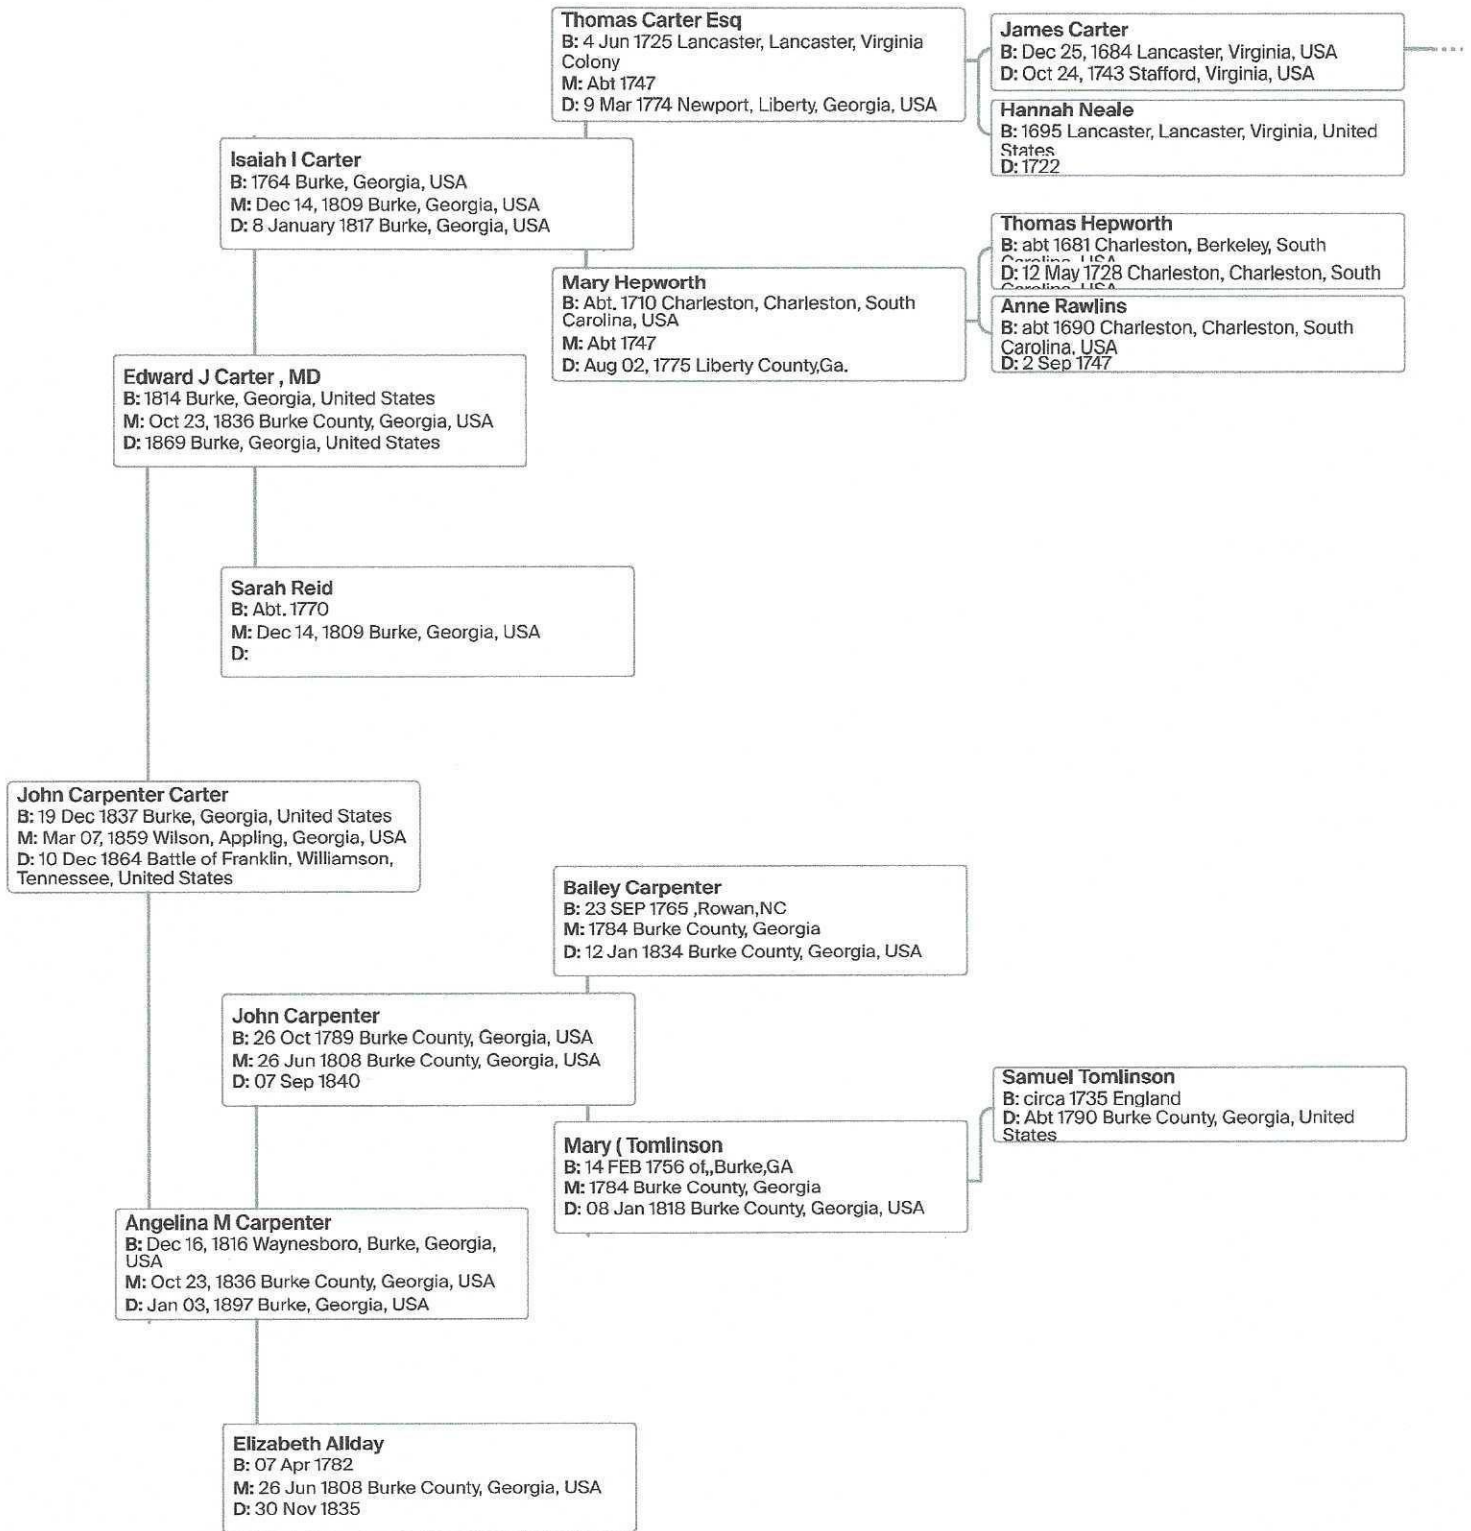 Thomas Carter Esq
B: 4 Jun 1725 Lancaster, Lancaster, Virginia
Colony
M: Abt 1747
D: 9 Mar 1774 Newport, Liberty, Georgia, USA
James Carter
B: Dec 25, 1684 Lancaster, Virginia, USA
D: Oct 24, 1743 Stafford, Virginia, USA
Hannah Neale
B: 1695 Lancaster, Lancaster, Virginia, United
States
D: 1722
Isaiah I Carter
B: 1764 Burke, Georgia, USA
M: Dec 14, 1809 Burke, Georgia, USA
D: 8 January 1817 Burke, Georgia, USA
Thomas Hepworth
B: abt 1681 Charleston, Berkeley, South
Carolina, USA
D: 12 May 1728 Charleston, Charleston, South
Carolina, USA
Mary Hepworth
B: Abt, 1710 Charleston, Charleston, South
Carolina, USA
M: Abt 1747
D: Aug 02, 1775 Liberty County,Ga.
Anne Rawlins
B: abt 1690 Charleston, Charleston, South
Carolina, USA
D: 2 Sep 1747
Edward J Carter , MD
B: 1814 Burke, Georgia, United States
M: Oct 23, 1836 Burke County, Georgia, USA
D: 1869 Burke, Georgia, United States
Sarah Reid
B: Abt. 1770
M: Dec 14, 1809 Burke, Georgia, USA
D:
John Carpenter Carter
B: 19 Dec 1837 Burke, Georgia, United States
M: Mar 07, 1859 Wilson, Appling, Georgia, USA
D: 10 Dec 1864 Battle of Franklin, Williamson,
Tennessee, United States
Bailey Carpenter
B: 23 SEP 1765 ,Rowan,NC
M: 1784 Burke County, Georgia
D: 12 Jan 1834 Burke County, Georgia, USA
John Carpenter
B: 26 Oct 1789 Burke County, Georgia, USA
M: 26 Jun 1808 Burke County, Georgia, USA
D: 07 Sep 1840
Samuel Tomlinson
B: circa 1735 England
D: Abt 1790 Burke County, Georgia, United
States
Mary ( Tomlinson
B: 14 FEB 1756 of,,Burke,GA
M: 1784 Burke County, Georgia
D: 08 Jan 1818 Burke County, Georgia, USA
Angelina M Carpenter
B: Dec 16, 1816 Waynesboro, Burke, Georgia,
USA
M: Oct 23, 1836 Burke County, Georgia, USA
D: Jan 03, 1897 Burke, Georgia, USA
Elizabeth Allday
B: 07 Apr 1782
M: 26 Jun 1808 Burke County, Georgia, USA
D: 30 Nov 1835